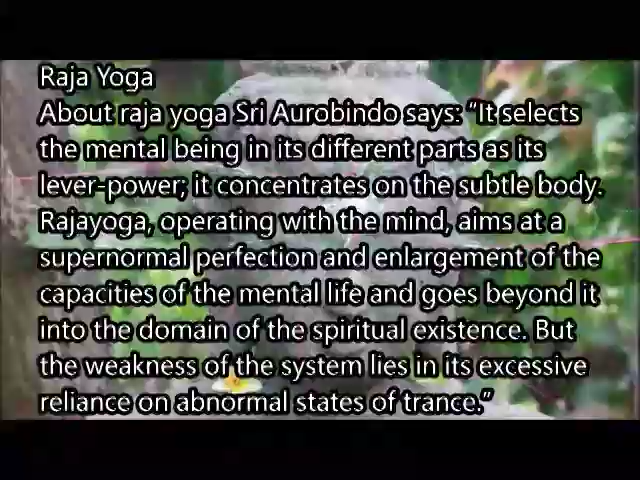 Raja Yoga
About raja yoga Sri Aurobindo says: “It selects
the mental being in its different parts as its
lever-power; it concentrates on the subtle body.
Rajayoga, operating with the mind, aims at a
supernormal perfection and enlargement of the
capacities of the mental life and goes beyond it
into the domain of the spiritual existence. But
the weakness of the system lies in its excessive
reliance on abnormal states of trance.”